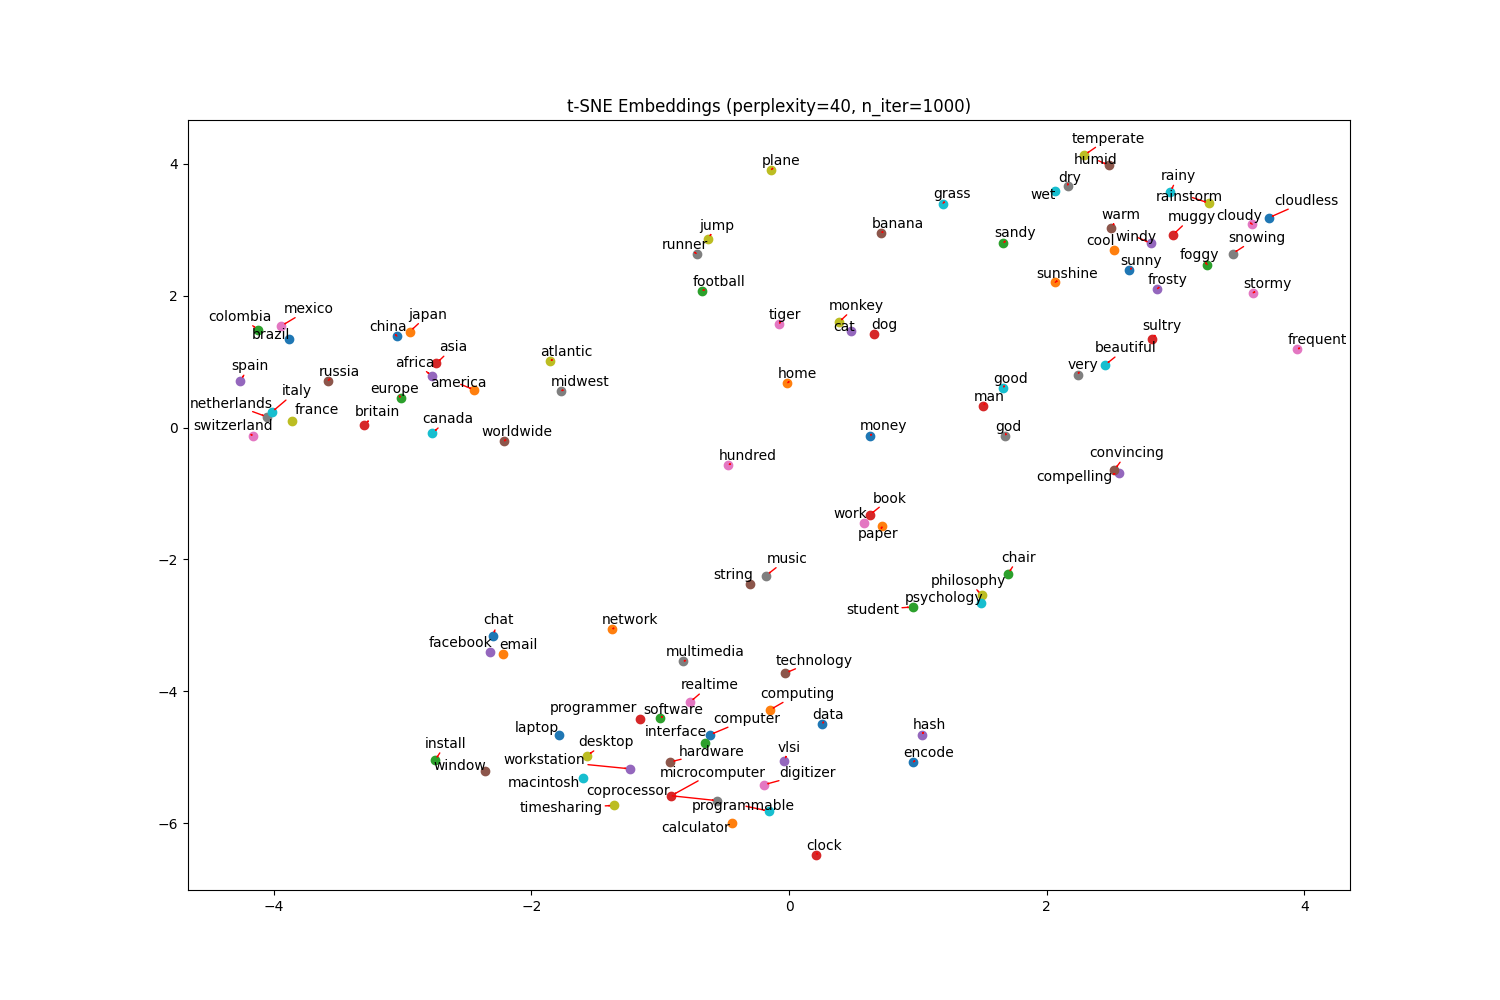 t-SNE Embeddings (perplexity=40, n_iter=1000)
temperate
plane
humid
dry
rainy
wet
grass
rainstorm
cloudless
jump
banana
warm
muggy
cloudy
runner
sandy
cool
windy
snowing
sunny
foggy
football
sunshine
frosty
stormy
colombia
mexico
japan
tiger
monkey
brazil
china
cat
dog
sultry
asia
atlantic
beautiful
frequent
spain
russia
africa
america
midwest
home
very
good
netherlands
italy
europe
man
switzerland
france
britain
canada
worldwide
money
god
hundred
convincing
compelling
book
work
paper
music
chair
string
philosophy
psychology
student
chat
network
facebook
email
multimedia
technology
realtime
computing
programmer
software
data
laptop
interface
computer
hash
install
desktop
hardware
vlsi
encode
window
workstation
microcomputer
digitizer
macintosh
coprocessor
timesharing
programmable
calculator
clock
4
2
0
−2
−4
−6
−4
−2
0
2
4